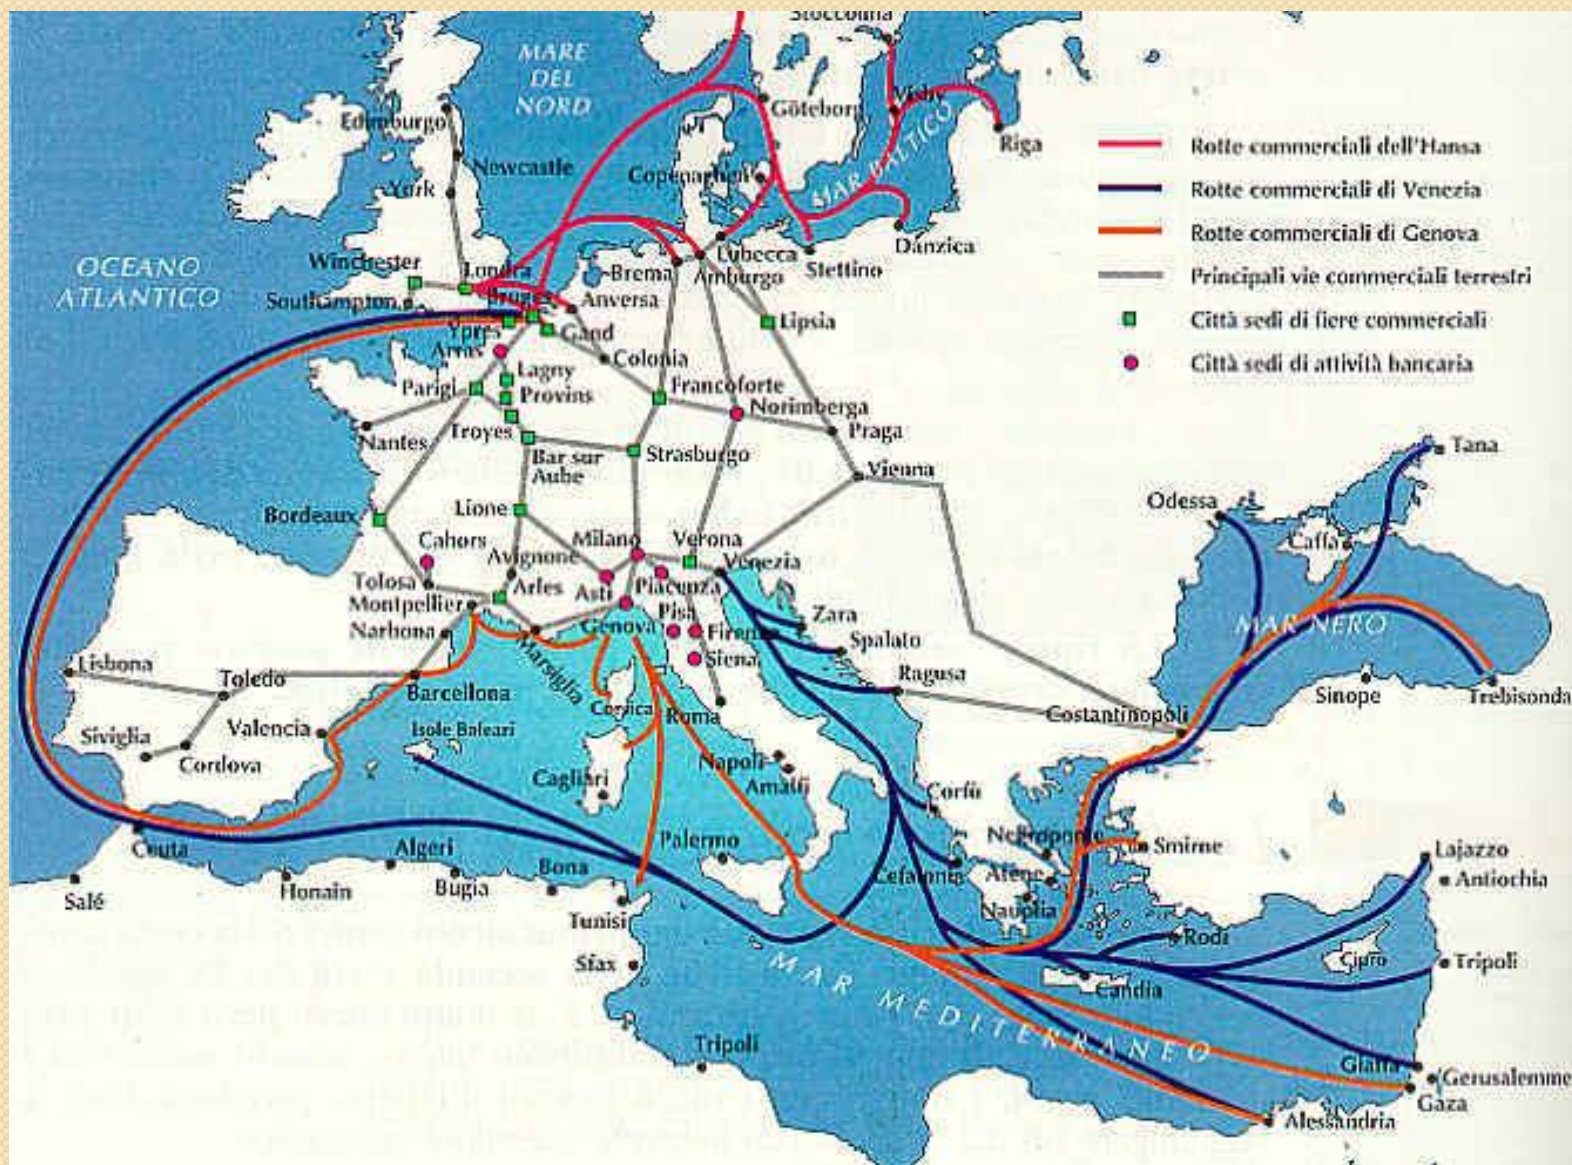 Stoccolma
MARE
DEL
NORD
Edimburgo
Göteborg
Visby
Riga
Newcastle
York
Copenaghen
MAR BALTICO
Danzica
Winchester
Londra
Brema
Lubecca
Amburgo
Stettino
OCEANO
ATLANTICO
Southampton
Bruges
Anversa
Ypres
Gand
Lipsia
Arras
Colonia
Lagny
Parigi
Provins
Francoforte
Norimberga
Nantes
Troyes
Praga
Bar sur
Aube
Strasburgo
Vienna
Bordeaux
Lione
Cahors
Avignone
Milano
Verona
Venezia
Tolosa
Arles
Asti
Piacenza
Montpellier
Narbona
Genova
Pisa
Firenze
Siena
Zara
Spalato
Marsiglia
Lisbona
Toledo
Barcellona
Corsica
Roma
Ragusa
Siviglia
Valencia
Isole Baleari
Cordova
Cagliari
Napoli
Amalfi
Costantinopoli
Sinope
Trebisonda
Odessa
Tana
Caffa
MAR NERO
Corfù
Negroponte
Smirne
Cefalonia
Atene
Nauplia
Ceuta
Algeri
Palermo
Salé
Honain
Bugia
Bona
Tunisi
Sfax
Tripoli
MAR MEDITERRANEO
Rodi
Candia
Cipro
Lajazzo
Antiochia
Tripoli
Giaffa
Gerusalemme
Gaza
Alessandria
Rotte commerciali dell'Hansa
Rotte commerciali di Venezia
Rotte commerciali di Genova
Principali vie commerciali terrestri
Città sedi di fiere commerciali
Città sedi di attività bancaria